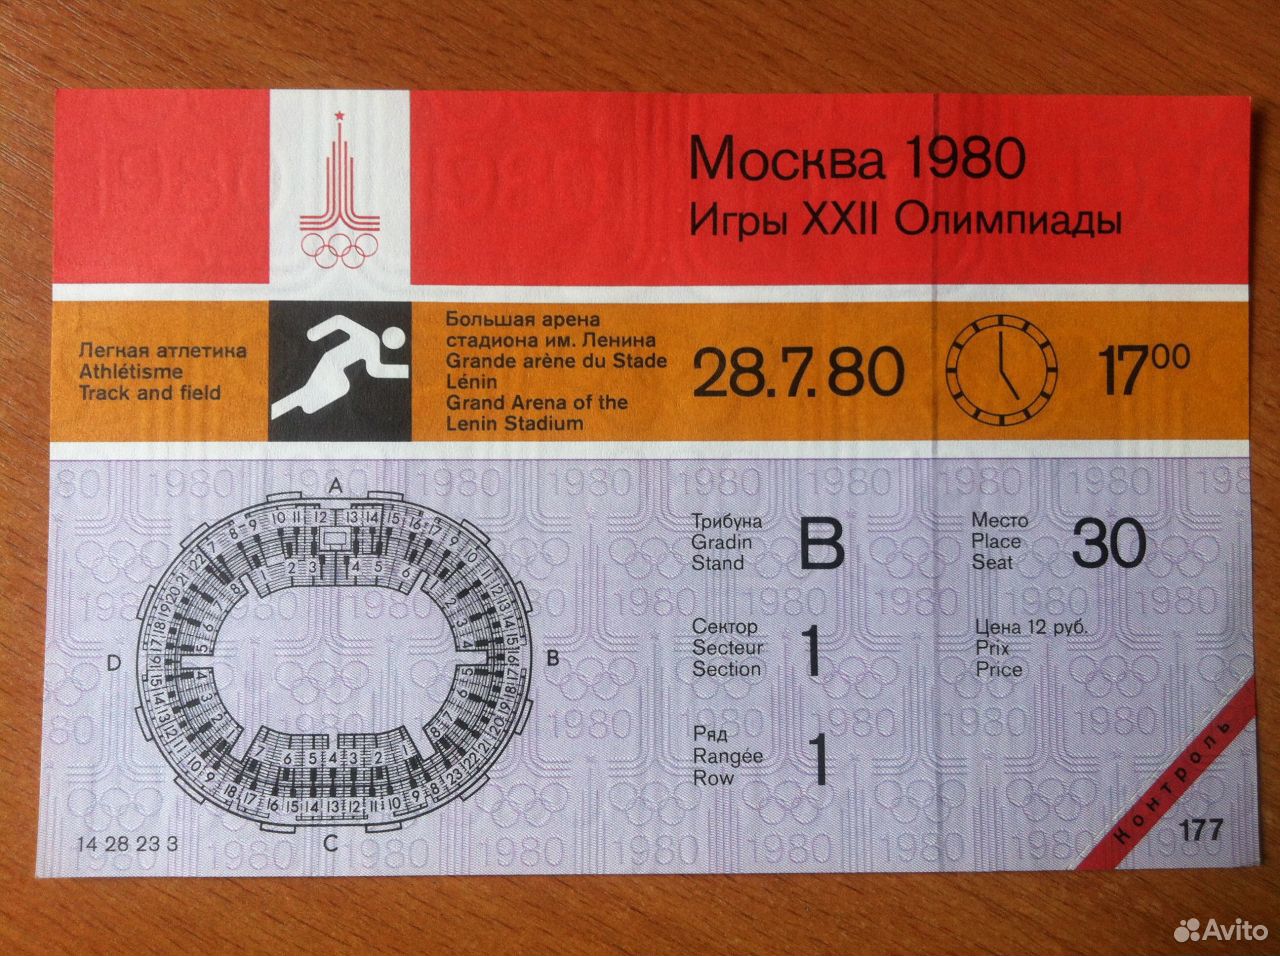 Москва 1980
Игры XXII Олимпиады
Легкая атлетика
Athlétisme
Track and field
Большая арена
стадиона им. Ленина
Grande arène du Stade
Lénin
Grand Arena of the
Lenin Stadium
28.7.80
17⁰⁰
A
B
C
D
Трибуна
Gradin
Stand
B
Место
Place
Seat
30
Сектор
Secteur
Section
1
Цена 12 руб.
Prix
Price
Ряд
Rangée
Row
1
Контроль
177
14 28 23 3
Avito